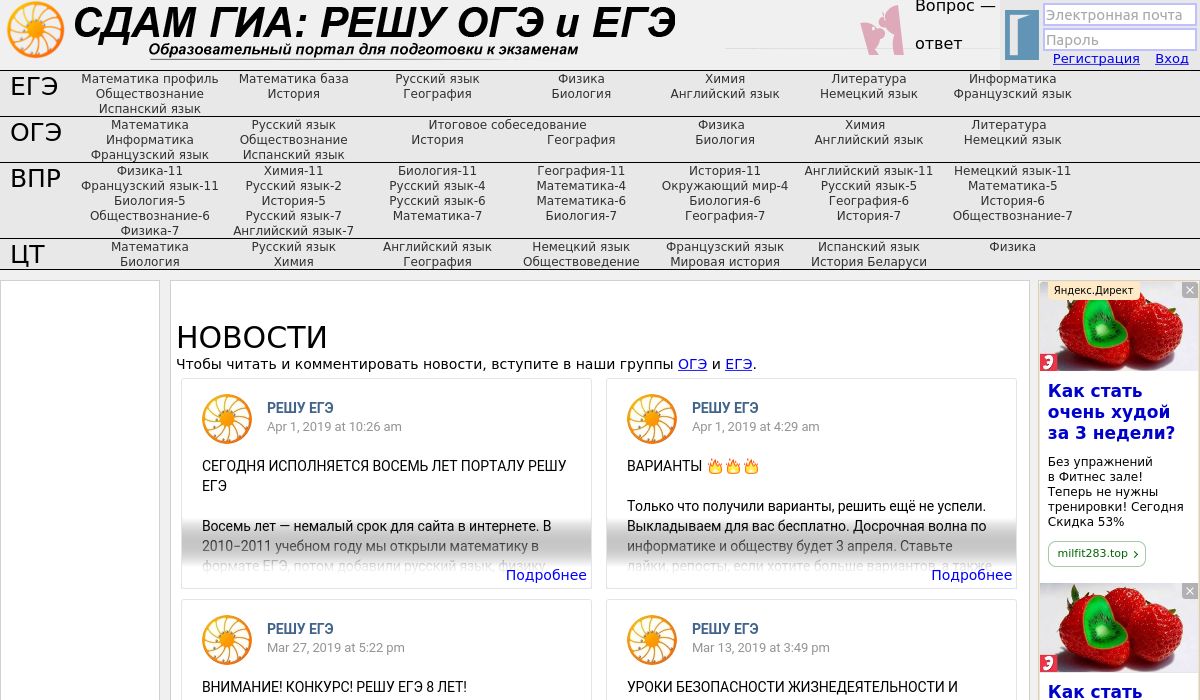 СДАМ ГИА: РЕШУ ОГЭ и ЕГЭ
Образовательный портал для подготовки к экзаменам
Вопрос —
ответ
Электронная почта
Пароль
Регистрация Вход
ЕГЭ
Математика профиль Математика база Русский язык Физика Химия Литература Информатика
Обществознание История География Биология Английский язык Немецкий язык Французский язык
Испанский язык
ОГЭ
Математика Русский язык Итоговое собеседование Физика Химия Литература
Информатика Обществознание История География Биология Английский язык Немецкий язык
Французский язык Испанский язык
ВПР
Физика-11 Химия-11 Биология-11 География-11 История-11 Английский язык-11 Немецкий язык-11
Французский язык-11 Русский язык-2 Русский язык-4 Математика-4 Окружающий мир-4 Русский язык-5 Математика-5
Биология-5 История-5 Русский язык-6 Математика-6 Биология-6 География-6 История-6
Обществознание-6 Русский язык-7 Математика-7 Биология-7 География-7 История-7 Обществознание-7
Физика-7 Английский язык-7
ЦТ
Математика Русский язык Английский язык Немецкий язык Французский язык Испанский язык Физика
Биология Химия География Обществоведение Мировая история История Беларуси
НОВОСТИ
Чтобы читать и комментировать новости, вступите в наши группы ОГЭ и ЕГЭ.
РЕШУ ЕГЭ
Apr 1, 2019 at 10:26 am
СЕГОДНЯ ИСПОЛНЯЕТСЯ ВОСЕМЬ ЛЕТ ПОРТАЛУ РЕШУ
ЕГЭ
Восемь лет — немалый срок для сайта в интернете. В
2010–2011 учебном году мы открыли математику в
формате ЕГЭ, потом добавили русский язык, физику
Подробнее
РЕШУ ЕГЭ
Apr 1, 2019 at 4:29 am
ВАРИАНТЫ 🔥🔥🔥
Только что получили варианты, решить ещё не успели.
Выкладываем для вас бесплатно. Досрочная волна по
информатике и обществу будет 3 апреля. Ставьте
лайки, репосты, если хотите больше вариантов, а также
Подробнее
РЕШУ ЕГЭ
Mar 27, 2019 at 5:22 pm
ВНИМАНИЕ! КОНКУРС! РЕШУ ЕГЭ 8 ЛЕТ!
РЕШУ ЕГЭ
Mar 13, 2019 at 3:49 pm
УРОКИ БЕЗОПАСНОСТИ ЖИЗНЕДЕЯТЕЛЬНОСТИ И
Яндекс.Директ
Как стать
очень худой
за 3 недели?
Без упражнений
в Фитнес зале!
Теперь не нужны
тренировки! Сегодня
Скидка 53%
milfit283.top
Как стать